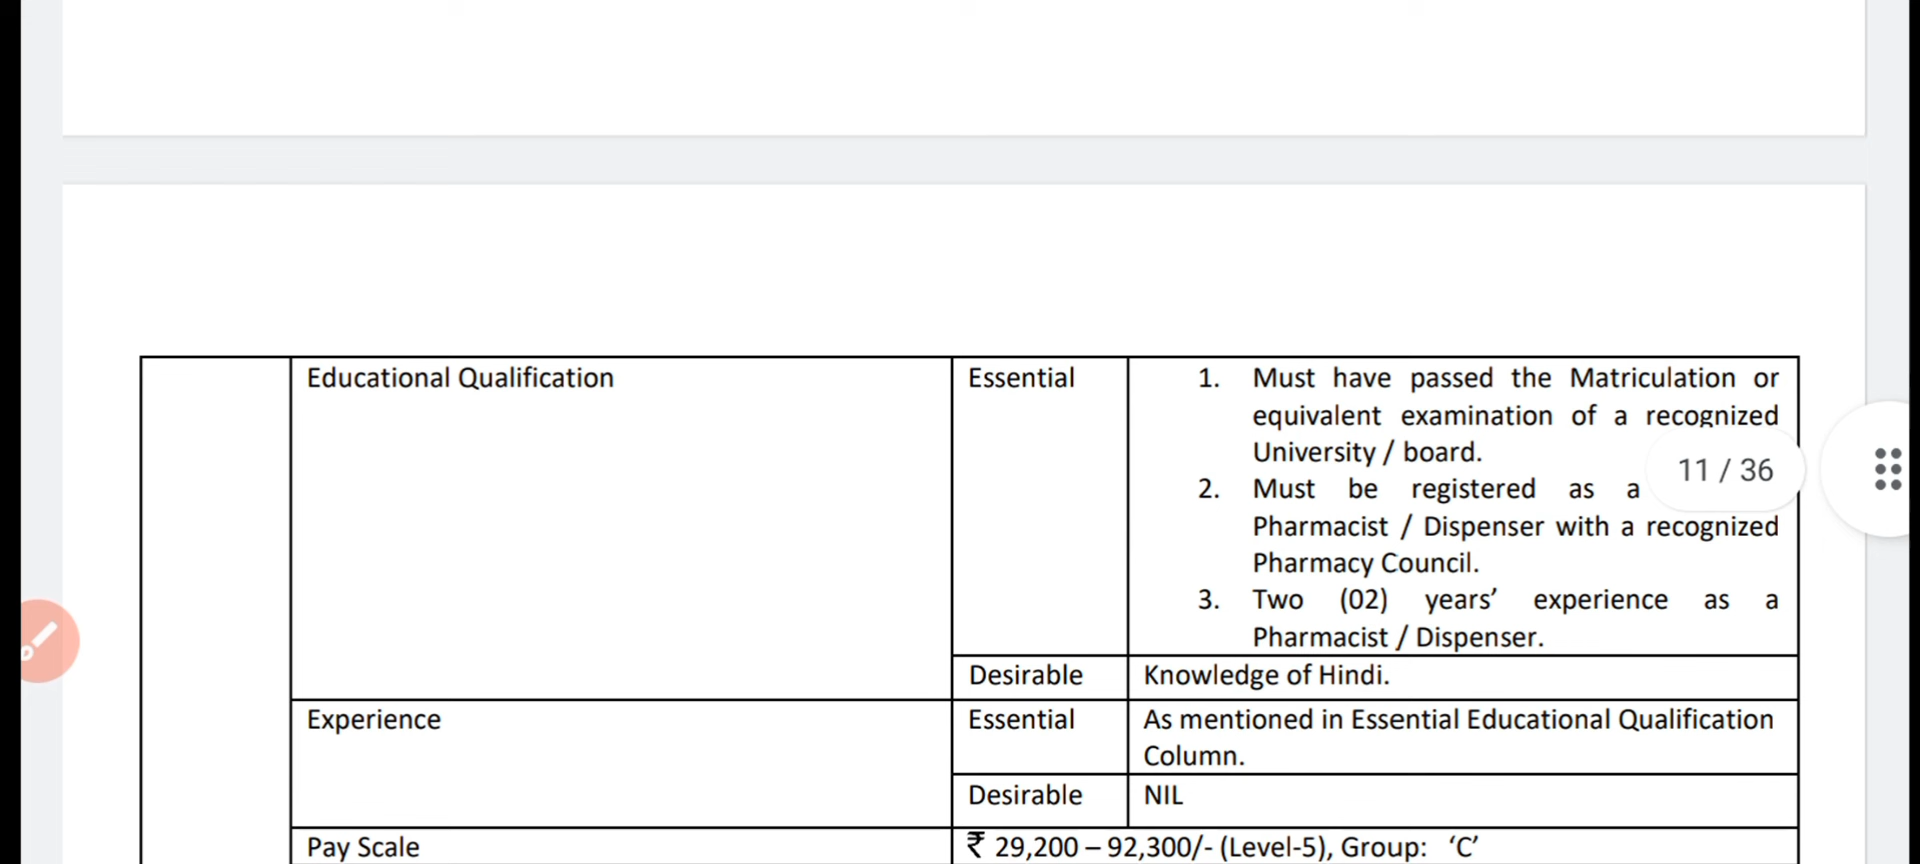 Educational Qualification
Essential
1. Must have passed the Matriculation or
equivalent examination of a recognized
University / board.
2. Must be registered as a
Pharmacist / Dispenser with a recognized
Pharmacy Council.
3. Two (02) years’ experience as a
Pharmacist / Dispenser.
11 / 36
Desirable
Knowledge of Hindi.
Experience
Essential
As mentioned in Essential Educational Qualification
Column.
Desirable
NIL
Pay Scale
₹ 29,200 – 92,300/- (Level-5), Group: ‘C’